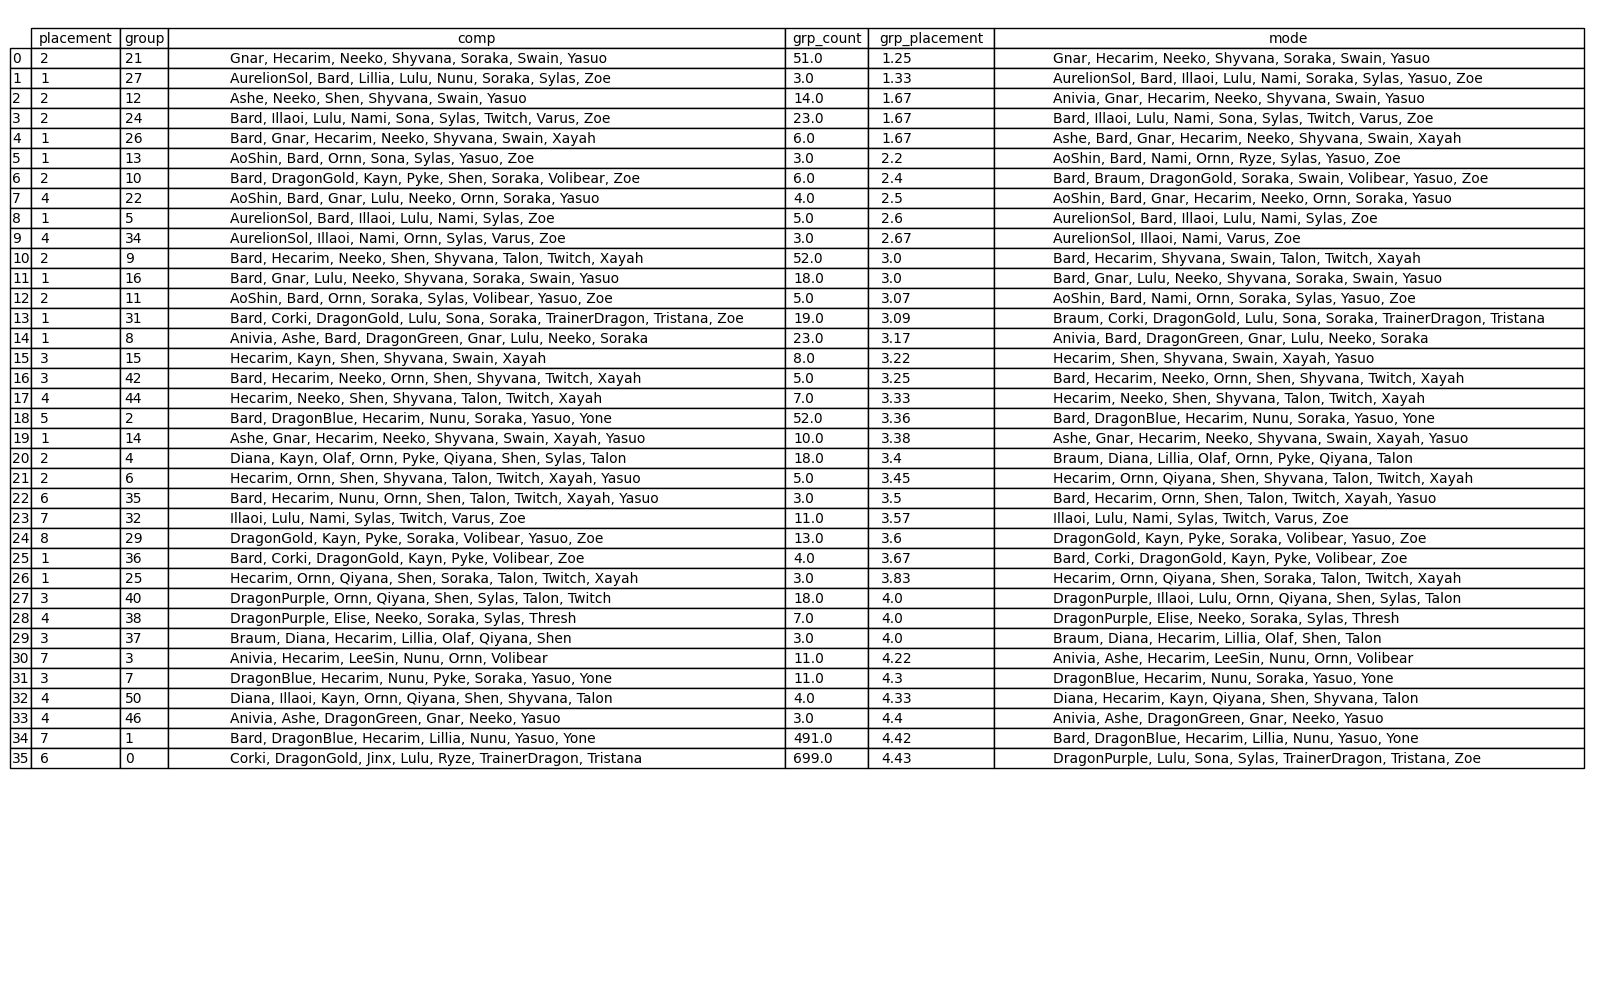 placement group comp grp_count grp_placement mode
0 2 21 Gnar, Hecarim, Neeko, Shyvana, Soraka, Swain, Yasuo 51.0 1.25 Gnar, Hecarim, Neeko, Shyvana, Soraka, Swain, Yasuo
1 1 27 AurelionSol, Bard, Lillia, Lulu, Nunu, Soraka, Sylas, Zoe 3.0 1.33 AurelionSol, Bard, Illaoi, Lulu, Nami, Soraka, Sylas, Yasuo, Zoe
2 2 12 Ashe, Neeko, Shen, Shyvana, Swain, Yasuo 14.0 1.67 Anivia, Gnar, Hecarim, Neeko, Shyvana, Swain, Yasuo
3 2 24 Bard, Illaoi, Lulu, Nami, Sona, Sylas, Twitch, Varus, Zoe 23.0 1.67 Bard, Illaoi, Lulu, Nami, Sona, Sylas, Twitch, Varus, Zoe
4 1 26 Bard, Gnar, Hecarim, Neeko, Shyvana, Swain, Xayah 6.0 1.67 Ashe, Bard, Gnar, Hecarim, Neeko, Shyvana, Swain, Xayah
5 1 13 AoShin, Bard, Ornn, Sona, Sylas, Yasuo, Zoe 3.0 2.2 AoShin, Bard, Nami, Ornn, Ryze, Sylas, Yasuo, Zoe
6 2 10 Bard, DragonGold, Kayn, Pyke, Shen, Soraka, Volibear, Zoe 6.0 2.4 Bard, Braum, DragonGold, Soraka, Swain, Volibear, Yasuo, Zoe
7 4 22 AoShin, Bard, Gnar, Lulu, Neeko, Ornn, Soraka, Yasuo 4.0 2.5 AoShin, Bard, Gnar, Hecarim, Neeko, Ornn, Soraka, Yasuo
8 1 5 AurelionSol, Bard, Illaoi, Lulu, Nami, Sylas, Zoe 5.0 2.6 AurelionSol, Bard, Illaoi, Lulu, Nami, Sylas, Zoe
9 4 34 AurelionSol, Illaoi, Nami, Ornn, Sylas, Varus, Zoe 3.0 2.67 AurelionSol, Illaoi, Nami, Varus, Zoe
10 2 9 Bard, Hecarim, Neeko, Shen, Shyvana, Talon, Twitch, Xayah 52.0 3.0 Bard, Hecarim, Shyvana, Swain, Talon, Twitch, Xayah
11 1 16 Bard, Gnar, Lulu, Neeko, Shyvana, Soraka, Swain, Yasuo 18.0 3.0 Bard, Gnar, Lulu, Neeko, Shyvana, Soraka, Swain, Yasuo
12 2 11 AoShin, Bard, Ornn, Soraka, Sylas, Volibear, Yasuo, Zoe 5.0 3.07 AoShin, Bard, Nami, Ornn, Soraka, Sylas, Yasuo, Zoe
13 1 31 Bard, Corki, DragonGold, Lulu, Sona, Soraka, TrainerDragon, Tristana, Zoe 19.0 3.09 Braum, Corki, DragonGold, Lulu, Sona, Soraka, TrainerDragon, Tristana
14 1 8 Anivia, Ashe, Bard, DragonGreen, Gnar, Lulu, Neeko, Soraka 23.0 3.17 Anivia, Bard, DragonGreen, Gnar, Lulu, Neeko, Soraka
15 3 15 Hecarim, Kayn, Shen, Shyvana, Swain, Xayah 8.0 3.22 Hecarim, Shen, Shyvana, Swain, Xayah, Yasuo
16 3 42 Bard, Hecarim, Neeko, Ornn, Shen, Shyvana, Twitch, Xayah 5.0 3.25 Bard, Hecarim, Neeko, Ornn, Shen, Shyvana, Twitch, Xayah
17 4 44 Hecarim, Neeko, Shen, Shyvana, Talon, Twitch, Xayah 7.0 3.33 Hecarim, Neeko, Shen, Shyvana, Talon, Twitch, Xayah
18 5 2 Bard, DragonBlue, Hecarim, Nunu, Soraka, Yasuo, Yone 52.0 3.36 Bard, DragonBlue, Hecarim, Nunu, Soraka, Yasuo, Yone
19 1 14 Ashe, Gnar, Hecarim, Neeko, Shyvana, Swain, Xayah, Yasuo 10.0 3.38 Ashe, Gnar, Hecarim, Neeko, Shyvana, Swain, Xayah, Yasuo
20 2 4 Diana, Kayn, Olaf, Ornn, Pyke, Qiyana, Shen, Sylas, Talon 18.0 3.4 Braum, Diana, Lillia, Olaf, Ornn, Pyke, Qiyana, Talon
21 2 6 Hecarim, Ornn, Shen, Shyvana, Talon, Twitch, Xayah, Yasuo 5.0 3.45 Hecarim, Ornn, Qiyana, Shen, Shyvana, Talon, Twitch, Xayah
22 6 35 Bard, Hecarim, Nunu, Ornn, Shen, Talon, Twitch, Xayah, Yasuo 3.0 3.5 Bard, Hecarim, Ornn, Shen, Talon, Twitch, Xayah, Yasuo
23 7 32 Illaoi, Lulu, Nami, Sylas, Twitch, Varus, Zoe 11.0 3.57 Illaoi, Lulu, Nami, Sylas, Twitch, Varus, Zoe
24 8 29 DragonGold, Kayn, Pyke, Soraka, Volibear, Yasuo, Zoe 13.0 3.6 DragonGold, Kayn, Pyke, Soraka, Volibear, Yasuo, Zoe
25 1 36 Bard, Corki, DragonGold, Kayn, Pyke, Volibear, Zoe 4.0 3.67 Bard, Corki, DragonGold, Kayn, Pyke, Volibear, Zoe
26 1 25 Hecarim, Ornn, Qiyana, Shen, Soraka, Talon, Twitch, Xayah 3.0 3.83 Hecarim, Ornn, Qiyana, Shen, Soraka, Talon, Twitch, Xayah
27 3 40 DragonPurple, Ornn, Qiyana, Shen, Sylas, Talon, Twitch 18.0 4.0 DragonPurple, Illaoi, Lulu, Ornn, Qiyana, Shen, Sylas, Talon
28 4 38 DragonPurple, Elise, Neeko, Soraka, Sylas, Thresh 7.0 4.0 DragonPurple, Elise, Neeko, Soraka, Sylas, Thresh
29 3 37 Braum, Diana, Hecarim, Lillia, Olaf, Qiyana, Shen 3.0 4.0 Braum, Diana, Hecarim, Lillia, Olaf, Shen, Talon
30 7 3 Anivia, Hecarim, LeeSin, Nunu, Ornn, Volibear 11.0 4.22 Anivia, Ashe, Hecarim, LeeSin, Nunu, Ornn, Volibear
31 3 7 DragonBlue, Hecarim, Nunu, Pyke, Soraka, Yasuo, Yone 11.0 4.3 DragonBlue, Hecarim, Nunu, Soraka, Yasuo, Yone
32 4 50 Diana, Illaoi, Kayn, Ornn, Qiyana, Shen, Shyvana, Talon 4.0 4.33 Diana, Hecarim, Kayn, Qiyana, Shen, Shyvana, Talon
33 4 46 Anivia, Ashe, DragonGreen, Gnar, Neeko, Yasuo 3.0 4.4 Anivia, Ashe, DragonGreen, Gnar, Neeko, Yasuo
34 7 1 Bard, DragonBlue, Hecarim, Lillia, Nunu, Yasuo, Yone 491.0 4.42 Bard, DragonBlue, Hecarim, Lillia, Nunu, Yasuo, Yone
35 6 0 Corki, DragonGold, Jinx, Lulu, Ryze, TrainerDragon, Tristana 699.0 4.43 DragonPurple, Lulu, Sona, Sylas, TrainerDragon, Tristana, Zoe